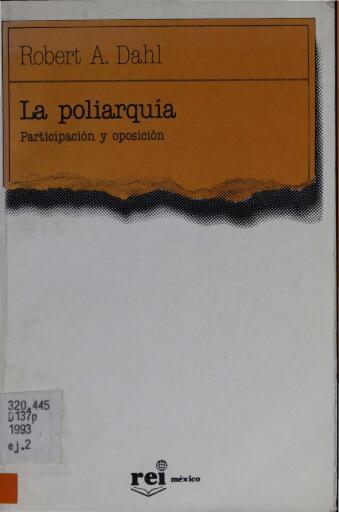 Robert A. Dahl
La poliarquía
Participación y oposición
320.445
D137p
1993
ej.2
rei méxico